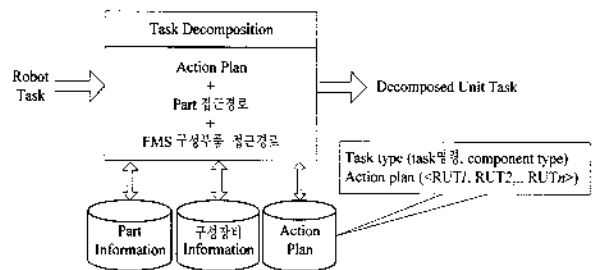 Task Decomposition
Action Plan
+
Part 접근경로
+
FMS 구성부품 접근경로
Robot
Task
Decomposed Unit Task
Task type (task명령, component type)
Action plan (<RUT1, RUT2,.. RUTn>)
Part
Information
구성장비
Information
Action
Plan